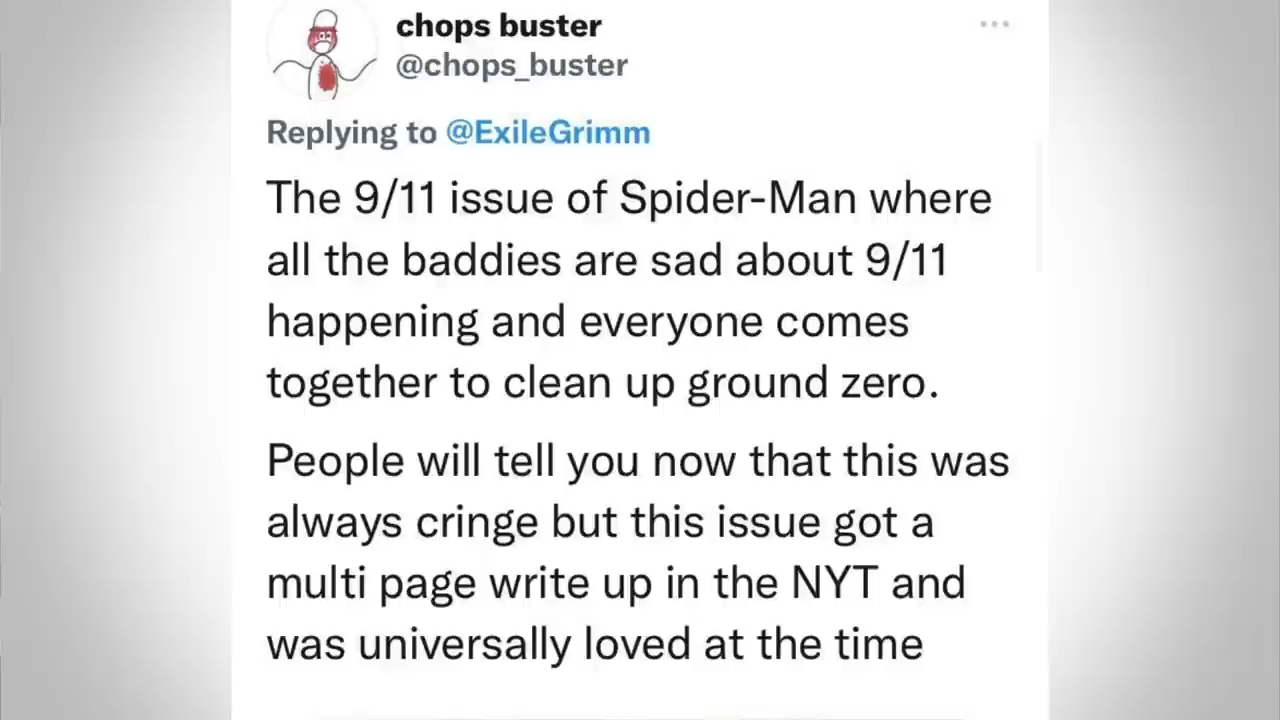 chops buster
@chops_buster
Replying to @ExileGrimm
The 9/11 issue of Spider-Man where
all the baddies are sad about 9/11
happening and everyone comes
together to clean up ground zero.
People will tell you now that this was
always cringe but this issue got a
multi page write up in the NYT and
was universally loved at the time